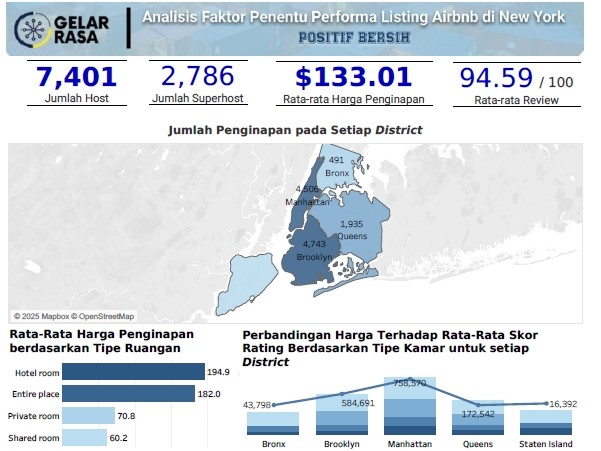 GELAR
RASA
Analisis Faktor Penentu Performa Listing Airbnb di New York
POSITIF BERSIH
7,401
Jumlah Host
2,786
Jumlah Superhost
$133.01
Rata-rata Harga Penginapan
94.59 / 100
Rata-rata Review
Jumlah Penginapan pada Setiap District
491
Bronx
4,506
Manhattan
1,935
Queens
4,743
Brooklyn
© 2025 Mapbox © OpenStreetMap
Rata-Rata Harga Penginapan
berdasarkan Tipe Ruangan
Hotel room 194.9
Entire place 182.0
Private room 70.8
Shared room 60.2
Perbandingan Harga Terhadap Rata-Rata Skor
Rating Berdasarkan Tipe Kamar untuk setiap
District
43,798 584,691 758,570 172,542 16,392
Bronx Brooklyn Manhattan Queens Staten Island